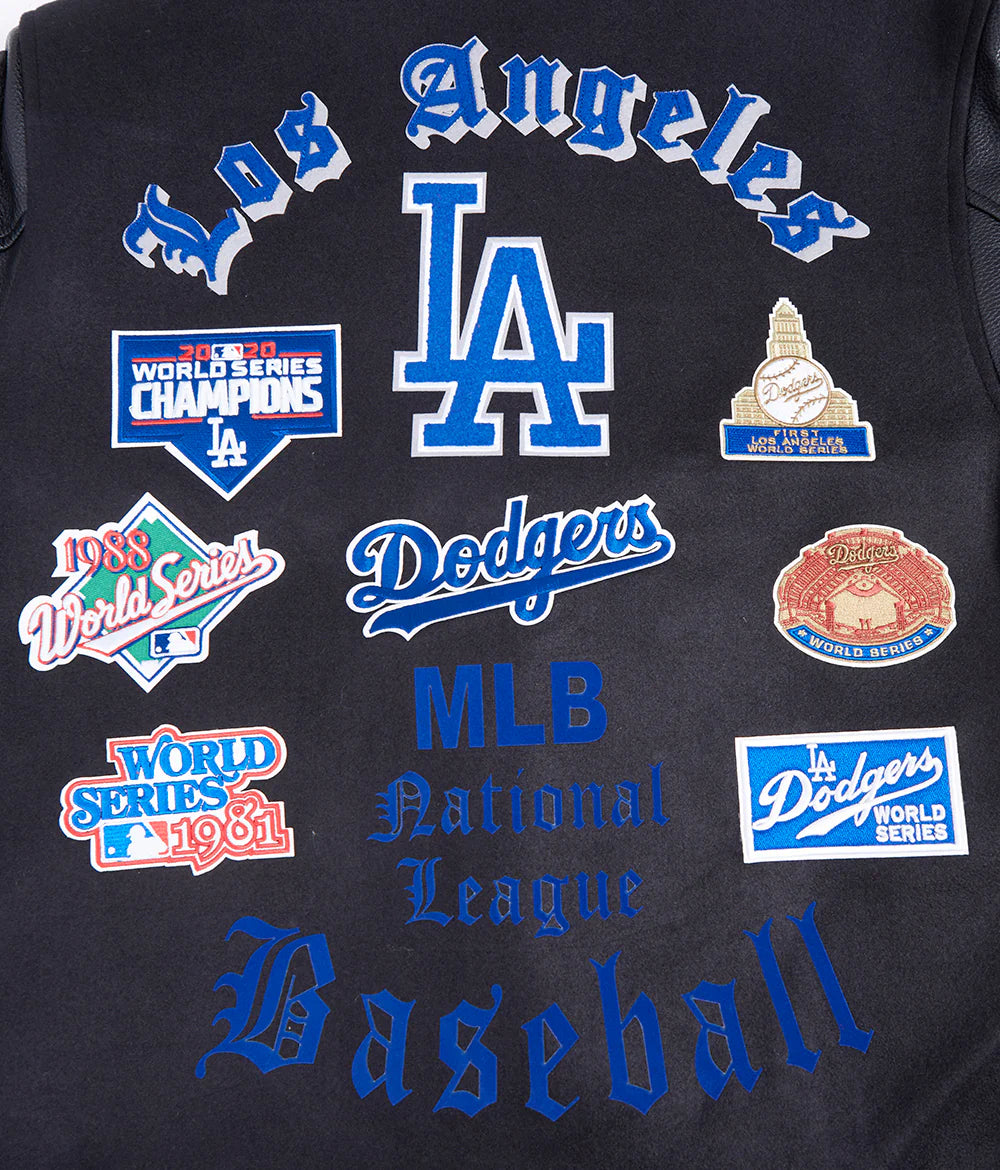 Los Angeles
LA
2020
WORLD SERIES
CHAMPIONS
LA
Dodgers
FIRST
LOS ANGELES
WORLD SERIES
1988
World Series
Dodgers
Dodgers
WORLD SERIES
MLB
National
League
WORLD
SERIES
1981
LA
Dodgers
WORLD
SERIES
Baseball